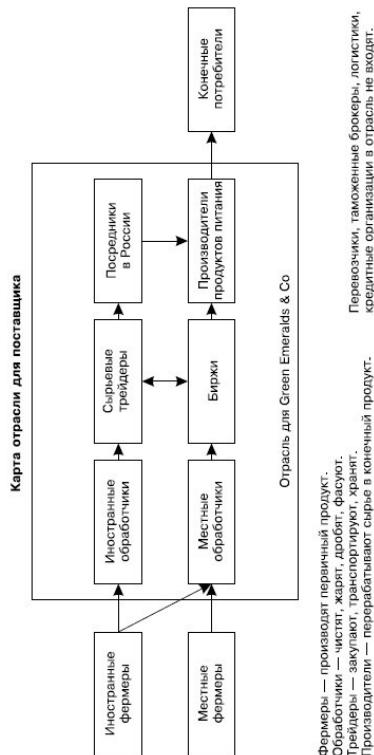 Карта отрасли для поставщика
Иностранные
фермеры
Иностранные
обработчики
Сырьевые
трейдеры
Посредники
в России
Местные
фермеры
Местные
обработчики
Биржи
Производители
продуктов питания
Конечные
потребители
Отрасль для Green Emeralds & Co
Фермеры — производят первичный продукт.
Обработчики — чистят, жарят, дробят, фасуют.
Трейдеры — закупают, транспортируют, хранят.
Производители — перерабатывают сырье в конечный продукт.
Перевозчики, таможенные брокеры, логистики,
кредитные организации в отрасль не входят.